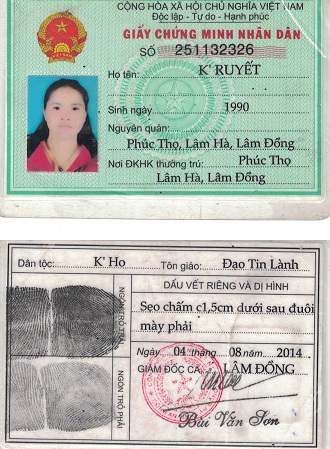 CỘNG HÒA XÃ HỘI CHỦ NGHĨA VIỆT NAM
Độc lập - Tự do - Hạnh phúc
GIẤY CHỨNG MINH NHÂN DÂN
SỐ 251132326
Họ tên: K' RUYẾT
Sinh ngày 1990
Nguyên quán:
Phúc Thọ, Lâm Hà, Lâm Đồng
Nơi ĐKHK thường trú: Phúc Thọ
Lâm Hà, Lâm Đồng
Dân tộc: K' Ho Tôn giáo: Đạo Tin Lành
NGÓN TRỎ TRÁI
NGÓN TRỎ PHẢI
DẤU VẾT RIÊNG VÀ DỊ HÌNH
Sẹo chấm c1,5cm dưới sau đuôi
mày phải
Ngày 04 tháng 08 năm 2014
GIÁM ĐỐC CA LÂM ĐỒNG
Bùi Văn Sơn